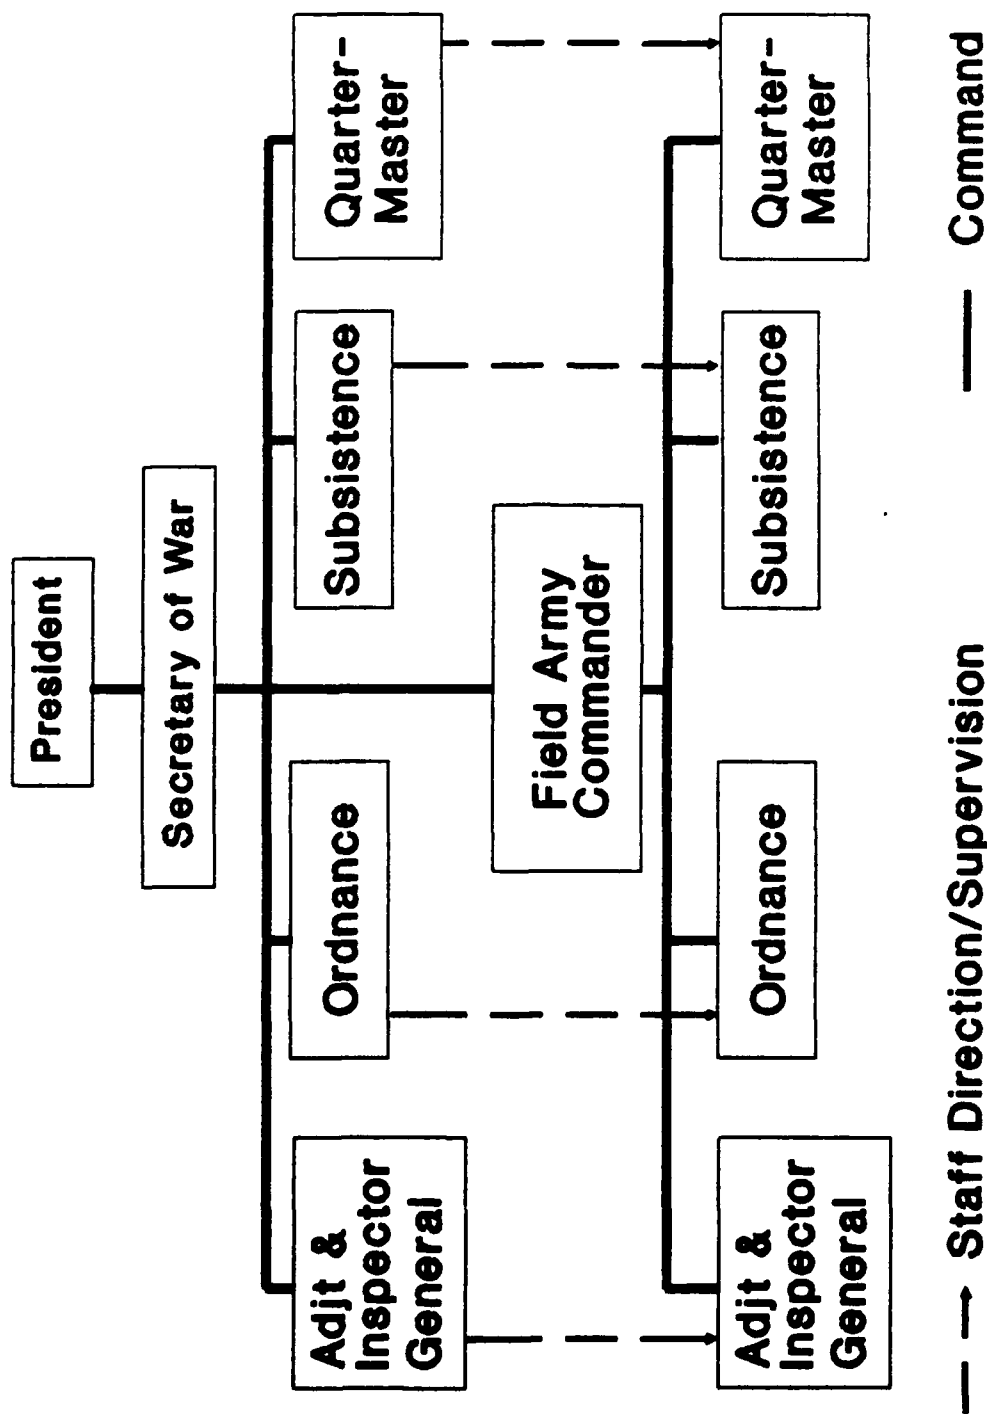 President
Secretary of War
Adjt &
Inspector
General
Ordnance
Subsistence
Quarter-
Master
Field Army
Commander
Adjt &
Inspector
General
Ordnance
Subsistence
Quarter-
Master
Staff Direction/Supervision
Command